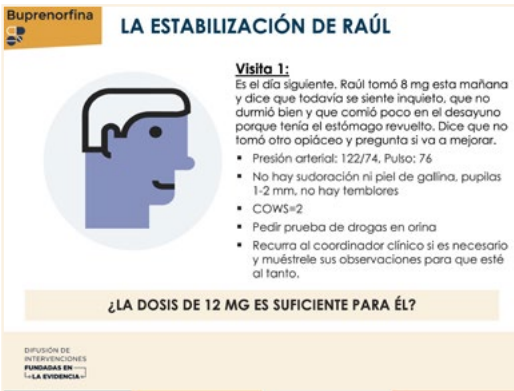 Buprenorfina
LA ESTABILIZACIÓN DE RAÚL
Visita 1:
Es el día siguiente. Raúl tomó 8 mg esta mañana
y dice que todavía se siente inquieto, que no
durmió bien y que comió poco en el desayuno
porque tenía el estómago revuelto. Dice que no
tomó otro opiáceo y pregunta si va a mejorar.
▪ Presión arterial: 122/74, Pulso: 76
▪ No hay sudoración ni piel de gallina, pupilas
1-2 mm, no hay temblores
▪ COWS=2
▪ Pedir prueba de drogas en orina
▪ Recurra al coordinador clínico si es necesario
y muéstrele sus observaciones para que esté
al tanto.
¿LA DOSIS DE 12 MG ES SUFICIENTE PARA ÉL?
DIFUSIÓN DE
INTERVENCIONES
FUNDADAS EN
LA EVIDENCIA